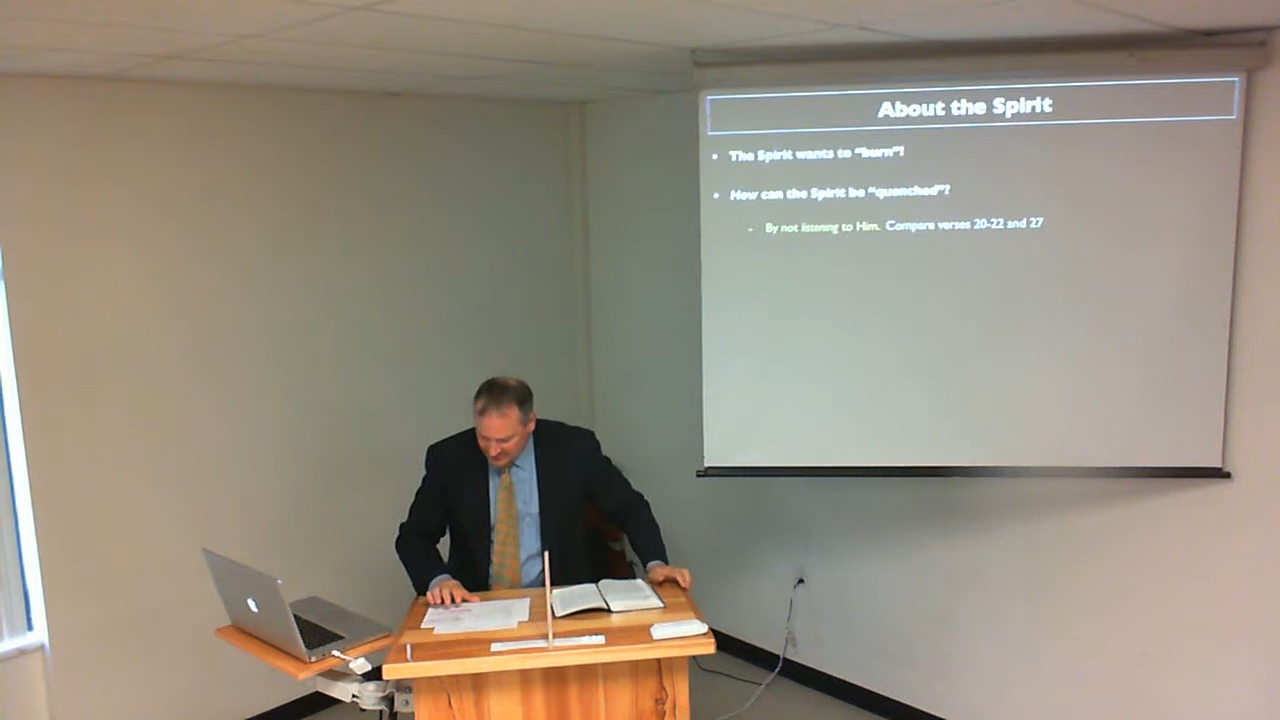 About the Spirit
• The Spirit wants to “burn”!
• How can the Spirit be “quenched”?
- By not listening to Him. Compare verses 20-22 and 27